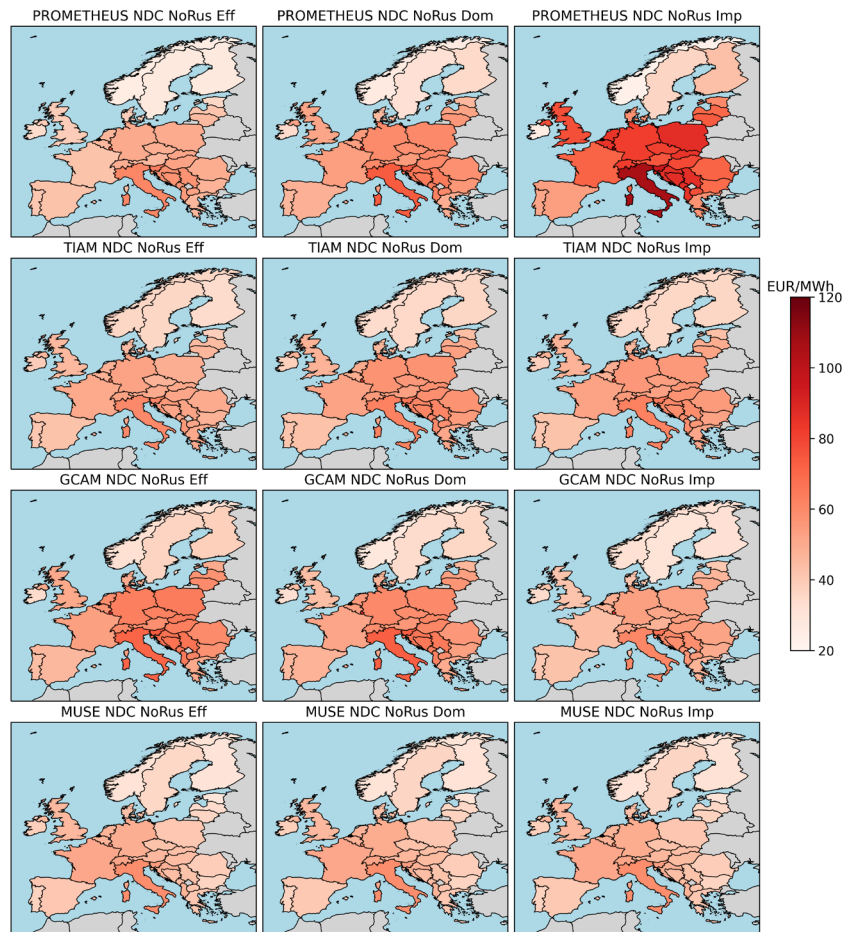 PROMETHEUS NDC NoRus Eff
PROMETHEUS NDC NoRus Dom
PROMETHEUS NDC NoRus Imp
TIAM NDC NoRus Eff
TIAM NDC NoRus Dom
TIAM NDC NoRus Imp
EUR/MWh
120
100
80
60
40
20
GCAM NDC NoRus Eff
GCAM NDC NoRus Dom
GCAM NDC NoRus Imp
MUSE NDC NoRus Eff
MUSE NDC NoRus Dom
MUSE NDC NoRus Imp